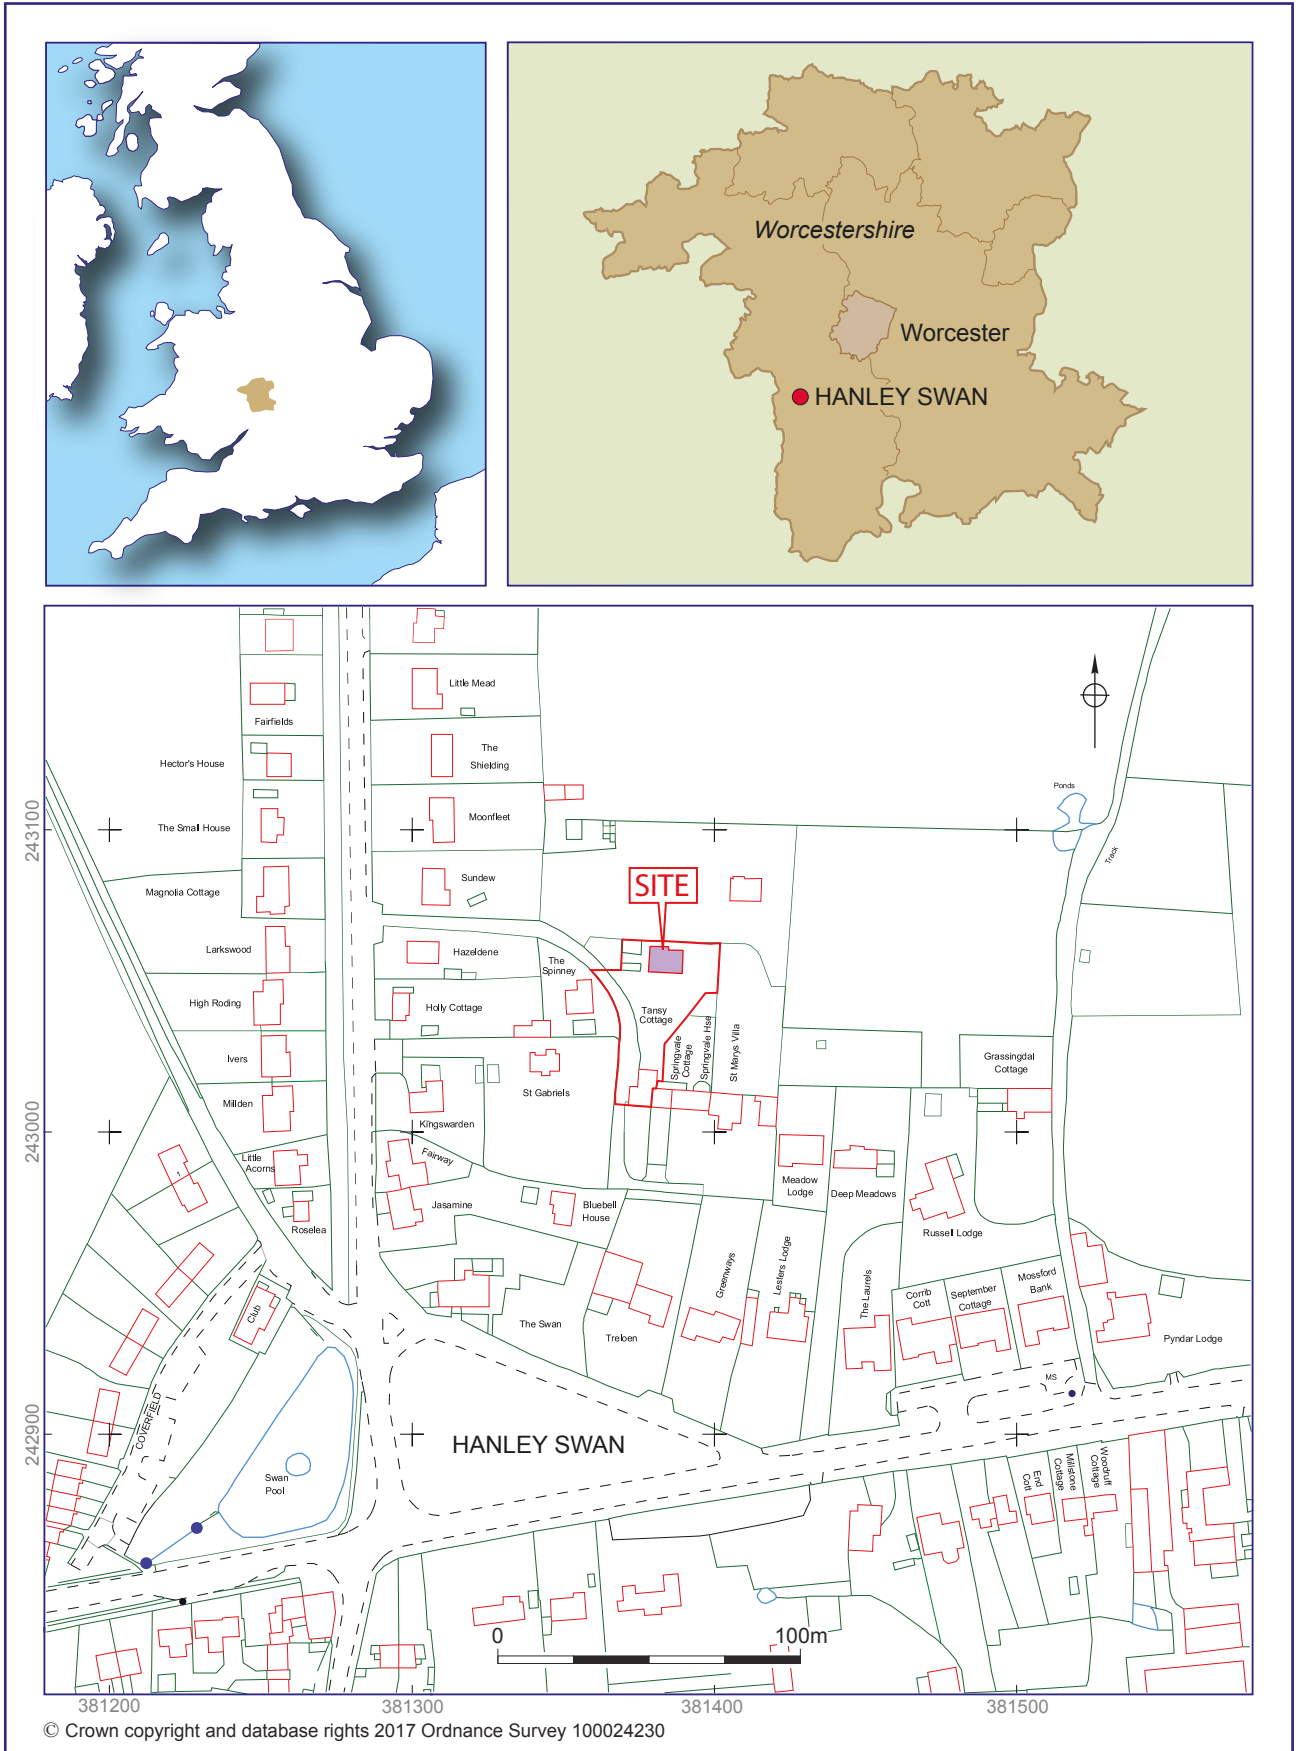 Worcestershire
Worcester
HANLEY SWAN
Little Mead
Fairfields
The
Shielding
Hector's House
Ponds
243100
The Small House
Moonfleet
Track
Sundew
SITE
Magnolia Cottage
Larkswood
Hazeldene
The
Spinney
High Roding
Holly Cottage
Tansy
Cottage
Springvale
Cottage
Springvale Hse
St Marys Villa
Ivers
Grassingdal
Cottage
St Gabriels
Millden
243000
Kingswarden
Little
Acorns
Fairway
Meadow
Lodge
Deep Meadows
Jasamine
Bluebell
House
Roselea
Russell Lodge
Greenways
Lesters Lodge
The Laurels
Corrib
Cott
September
Cottage
Mossford
Bank
Club
The Swan
Treloen
Pyndar Lodge
MS
COVERFIELD
242900
HANLEY SWAN
Swan
Pool
End
Cott
Millstone
Cottage
Woodruff
Cottage
0
100m
381200
381300
381400
381500
© Crown copyright and database rights 2017 Ordnance Survey 100024230